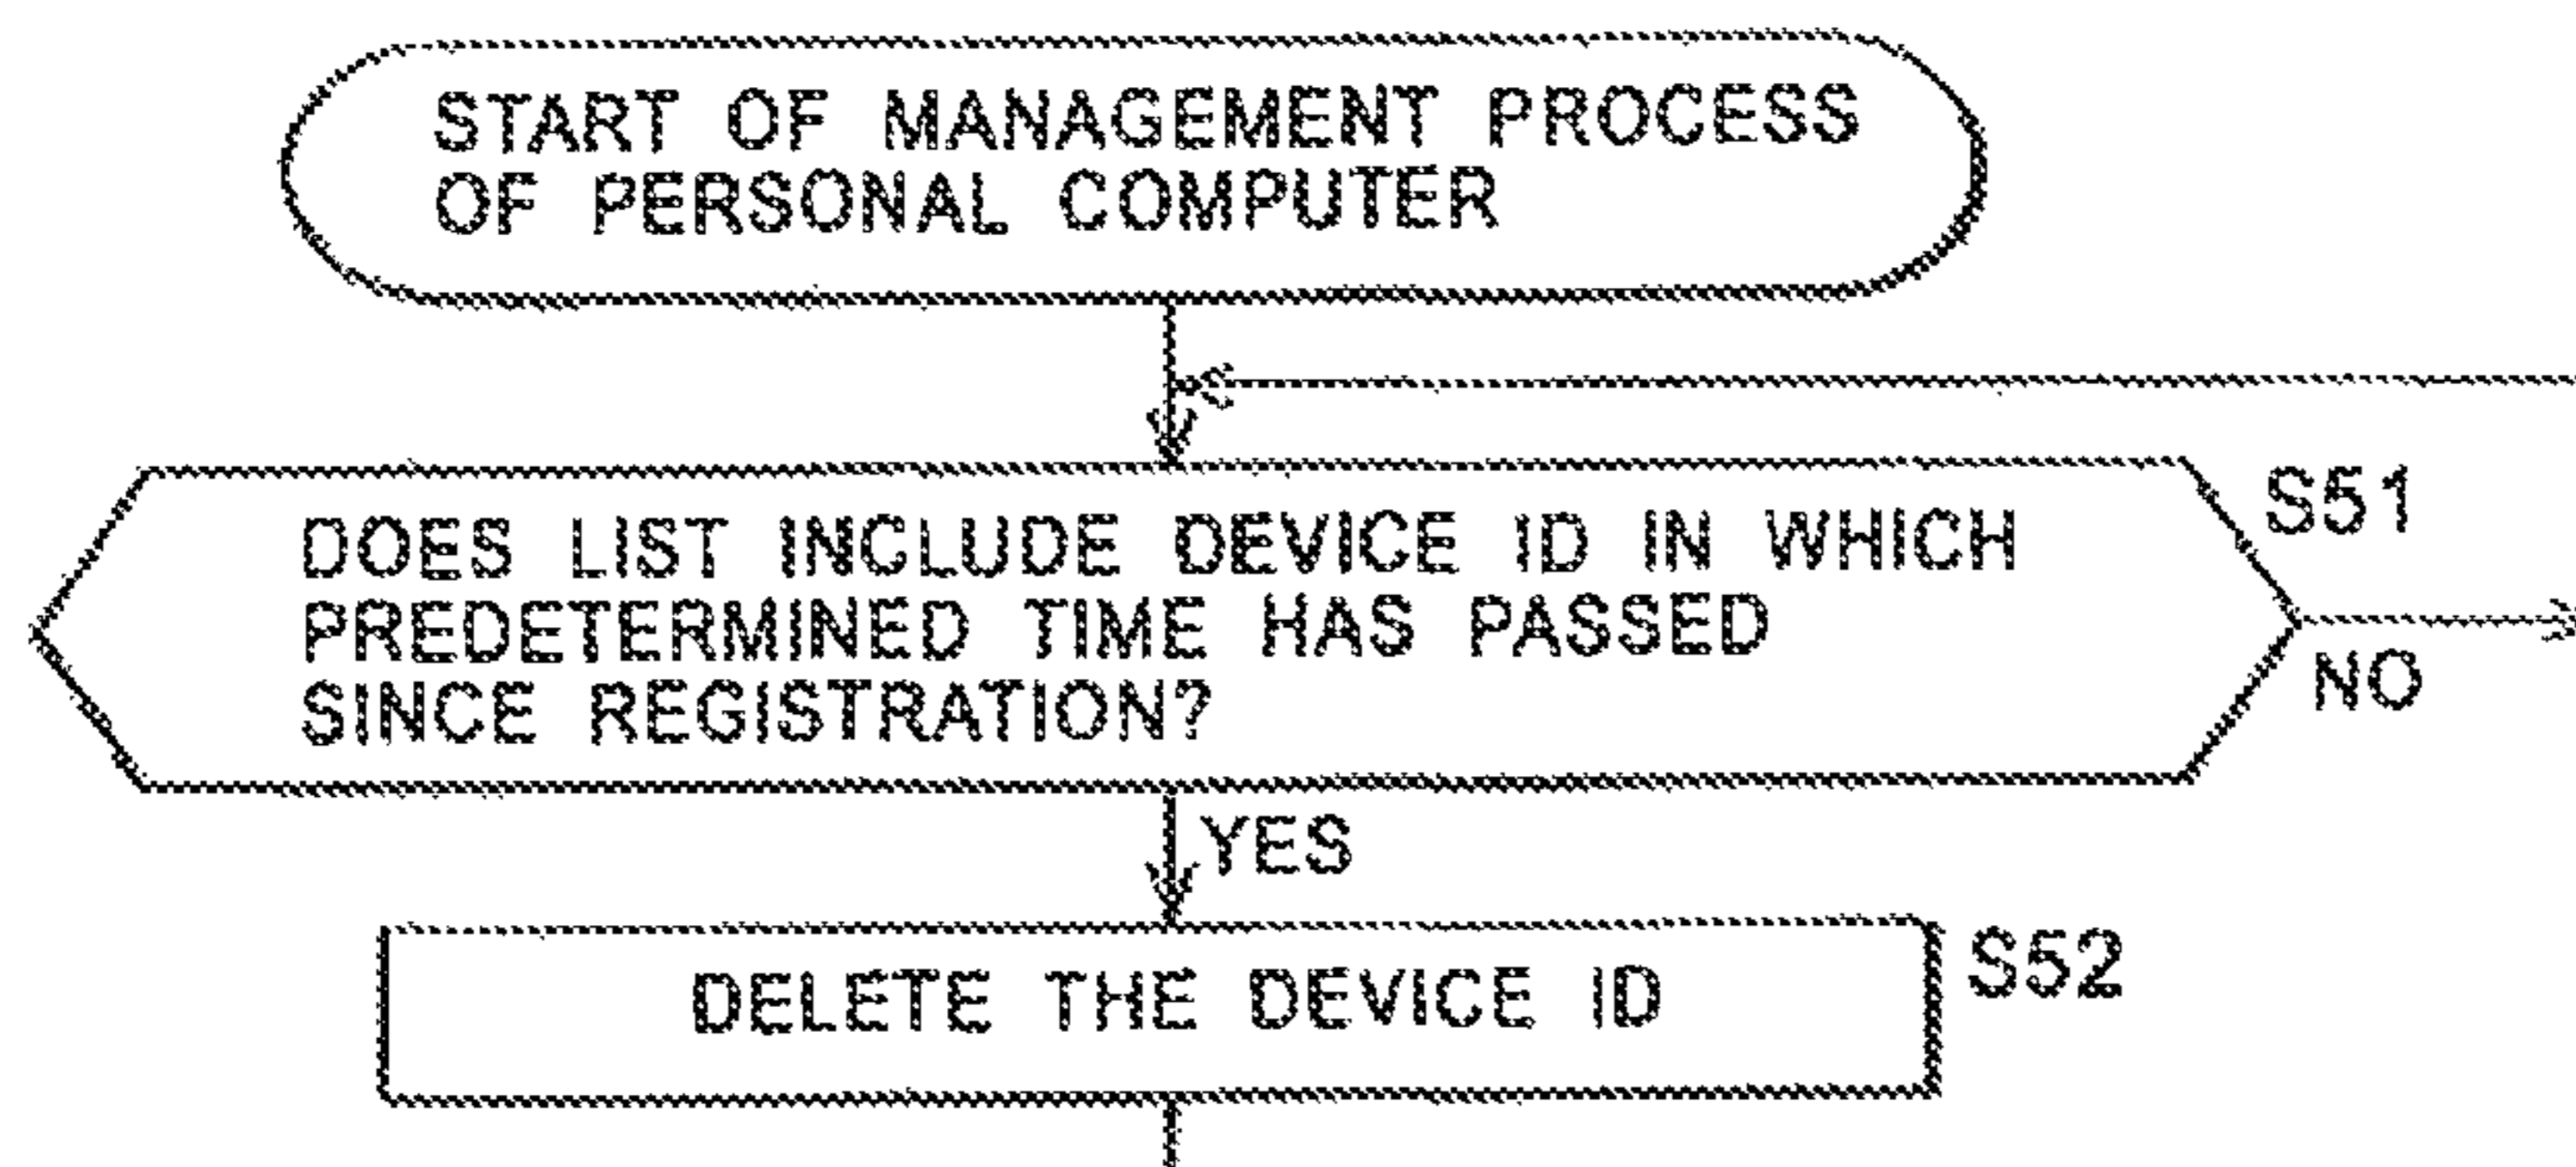 START OF MANAGEMENT PROCESS
OF PERSONAL COMPUTER
S51
DOES LIST INCLUDE DEVICE ID IN WHICH
PREDETERMINED TIME HAS PASSED
SINCE REGISTRATION?
NO
YES
S52
DELETE THE DEVICE ID